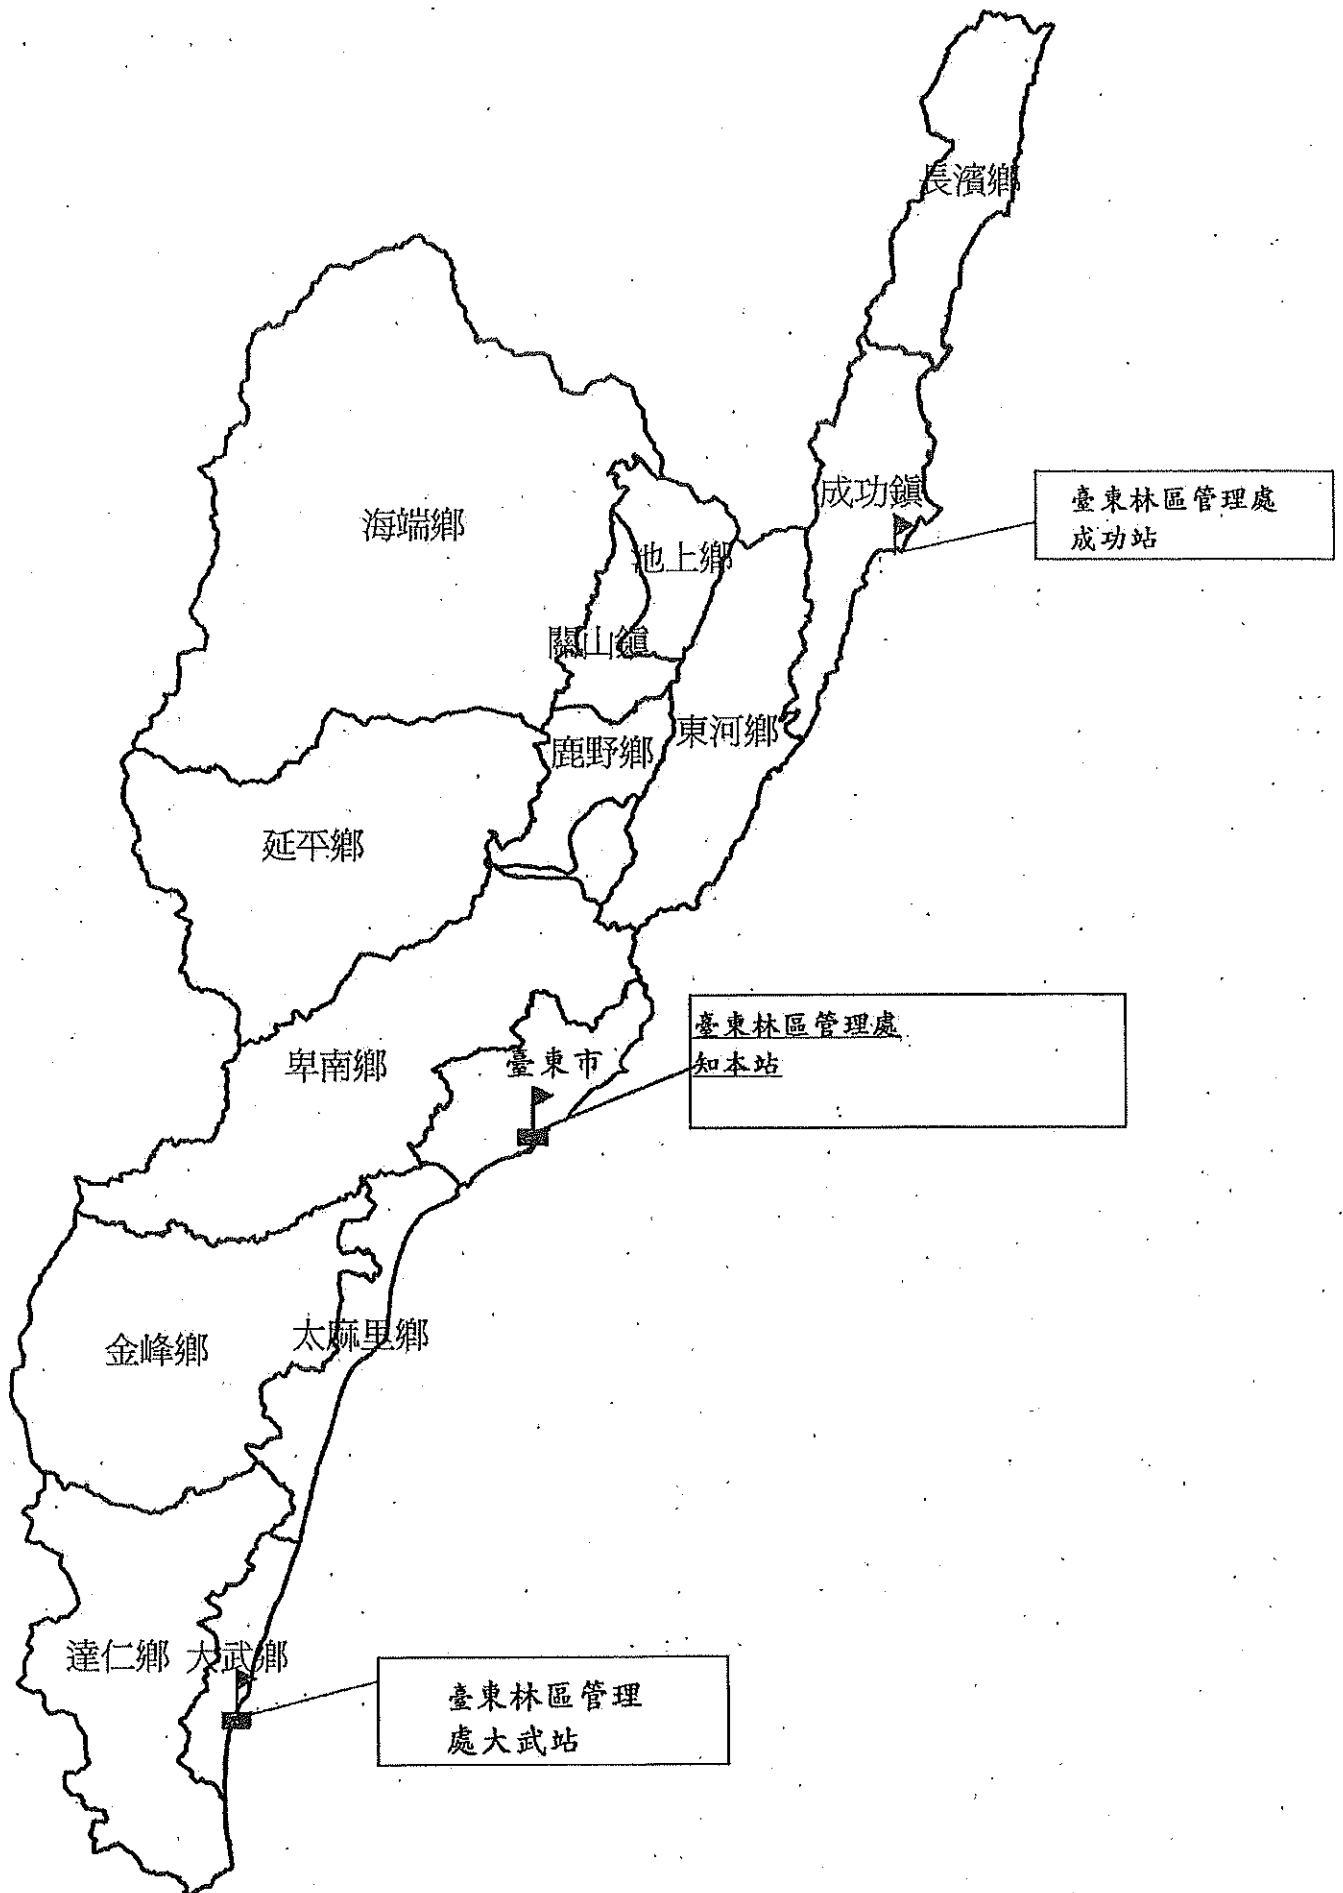 長濱鄉
成功鎮
臺東林區管理處
成功站
海端鄉
池上鄉
關山鎮
東河鄉
鹿野鄉
延平鄉
臺東林區管理處
知本站
臺東市
卑南鄉
太麻里鄉
金峰鄉
達仁鄉
大武鄉
臺東林區管理
處大武站